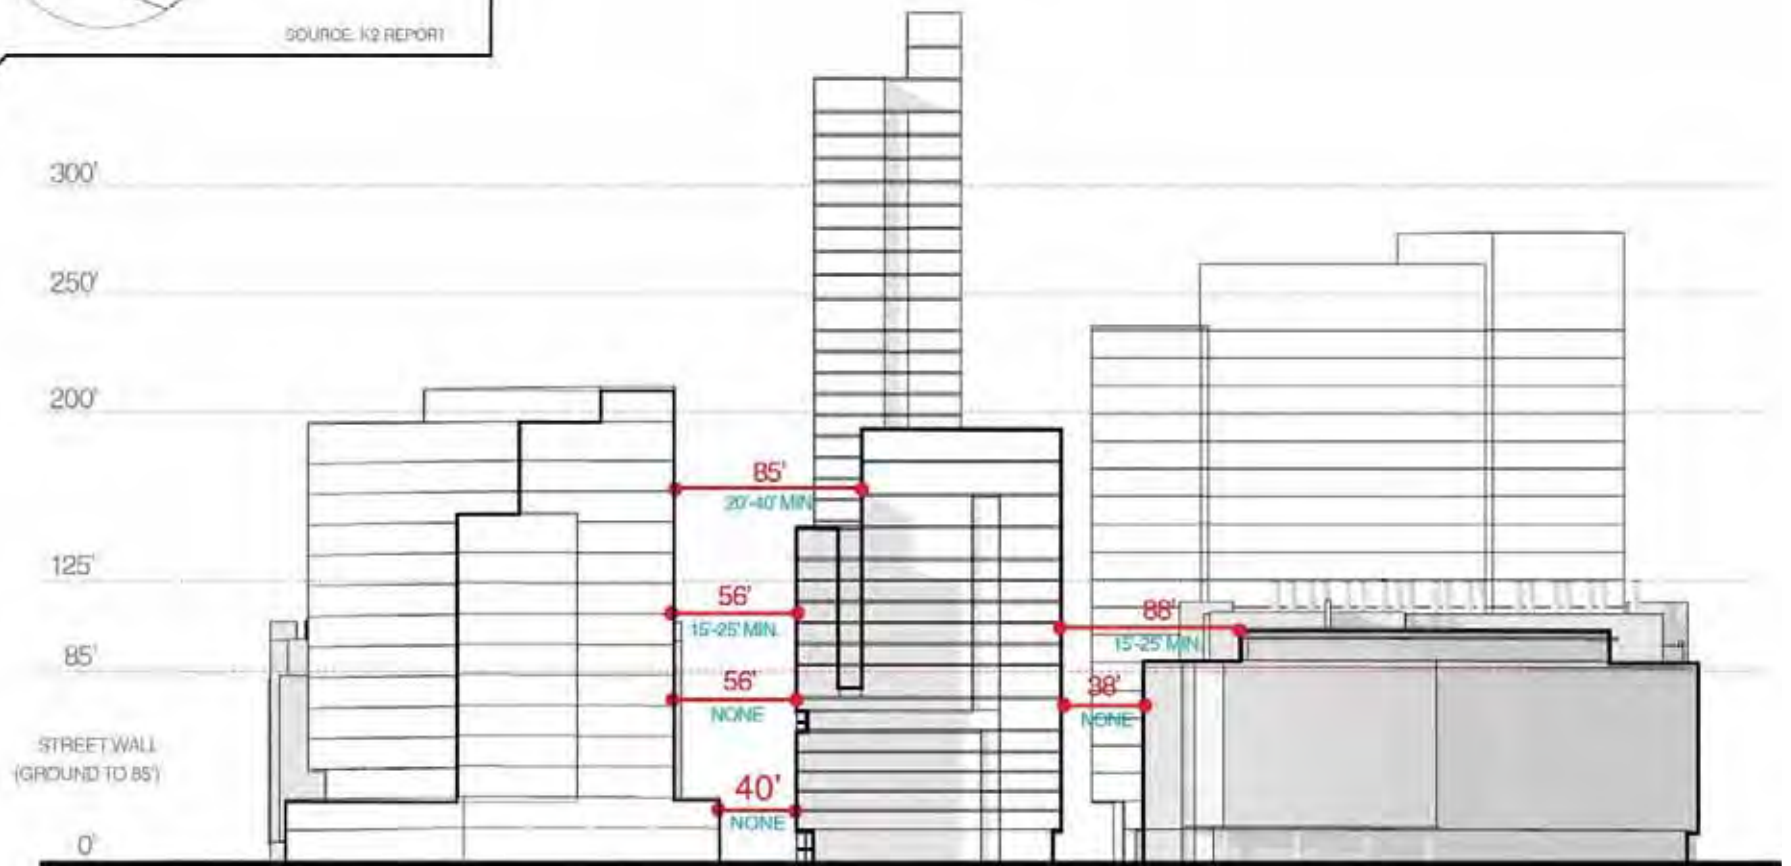 SOURCE: K2 REPORT
300'
250'
200'
85'
20'-40' MIN
125'
56'
15'-25' MIN.
88'
15'-25' MIN.
85'
56'
NONE
38'
NONE
STREET WALL
(GROUND TO 85')
40'
NONE
0'